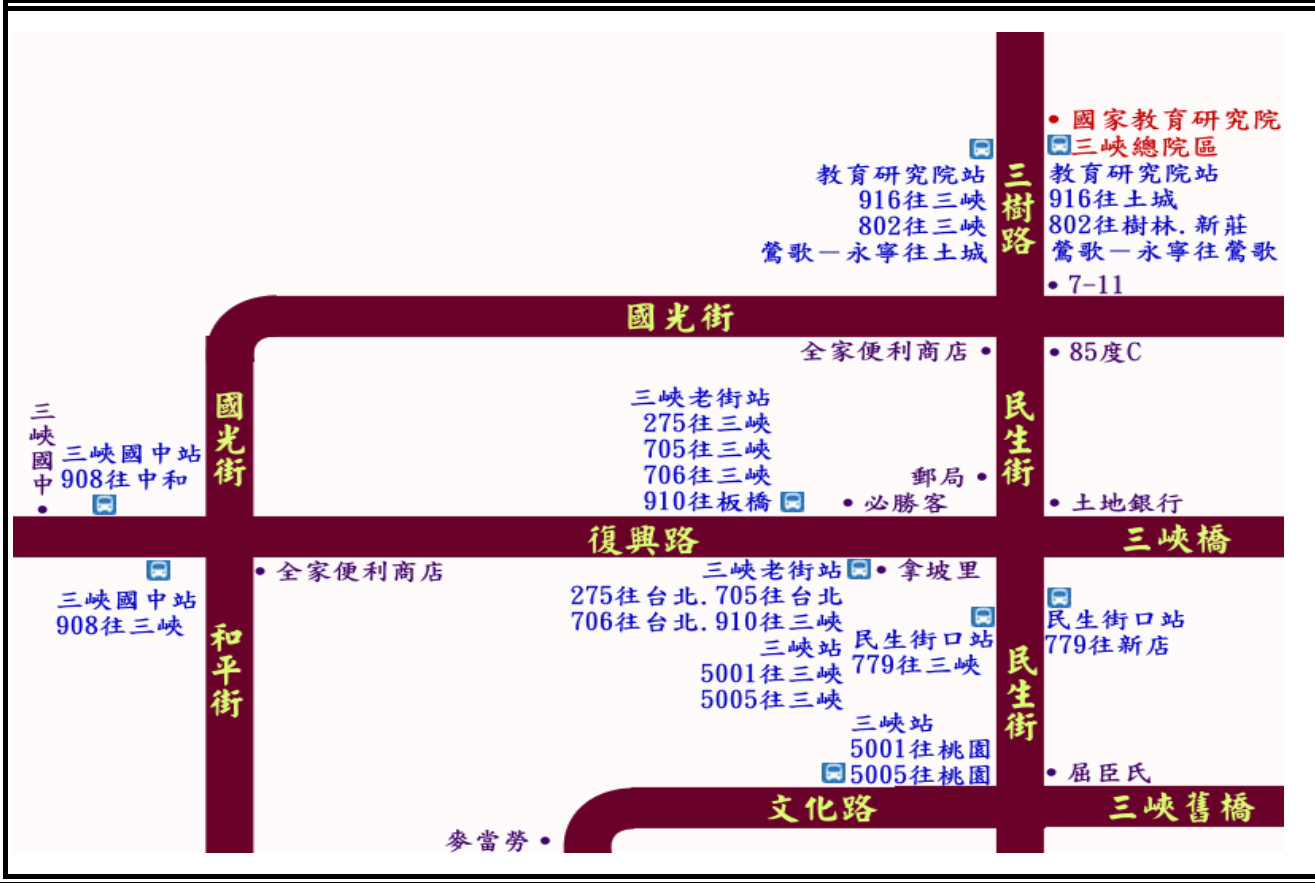 國家教育研究院
三峽總院區
教育研究院站
916往三峽
802往三峽
鶯歌－永寧往土城
三樹路
教育研究院站
916往土城
802往樹林.新莊
鶯歌－永寧往鶯歌
7-11
國光街
全家便利商店
85度C
三峽國中
三峽國中站
908往中和
國光街
三峽老街站
275往三峽
705往三峽
706往三峽
910往板橋
必勝客
郵局
民生街
土地銀行
復興路
三峽橋
三峽國中站
908往三峽
全家便利商店
和平街
三峽老街站
拿坡里
275往台北.705往台北
706往台北.910往三峽
三峽站
5001往三峽
5005往三峽
民生街口站
779往三峽
民生街口站
779往新店
民生街
三峽站
5001往桃園
5005往桃園
屈臣氏
文化路
三峽舊橋
麥當勞